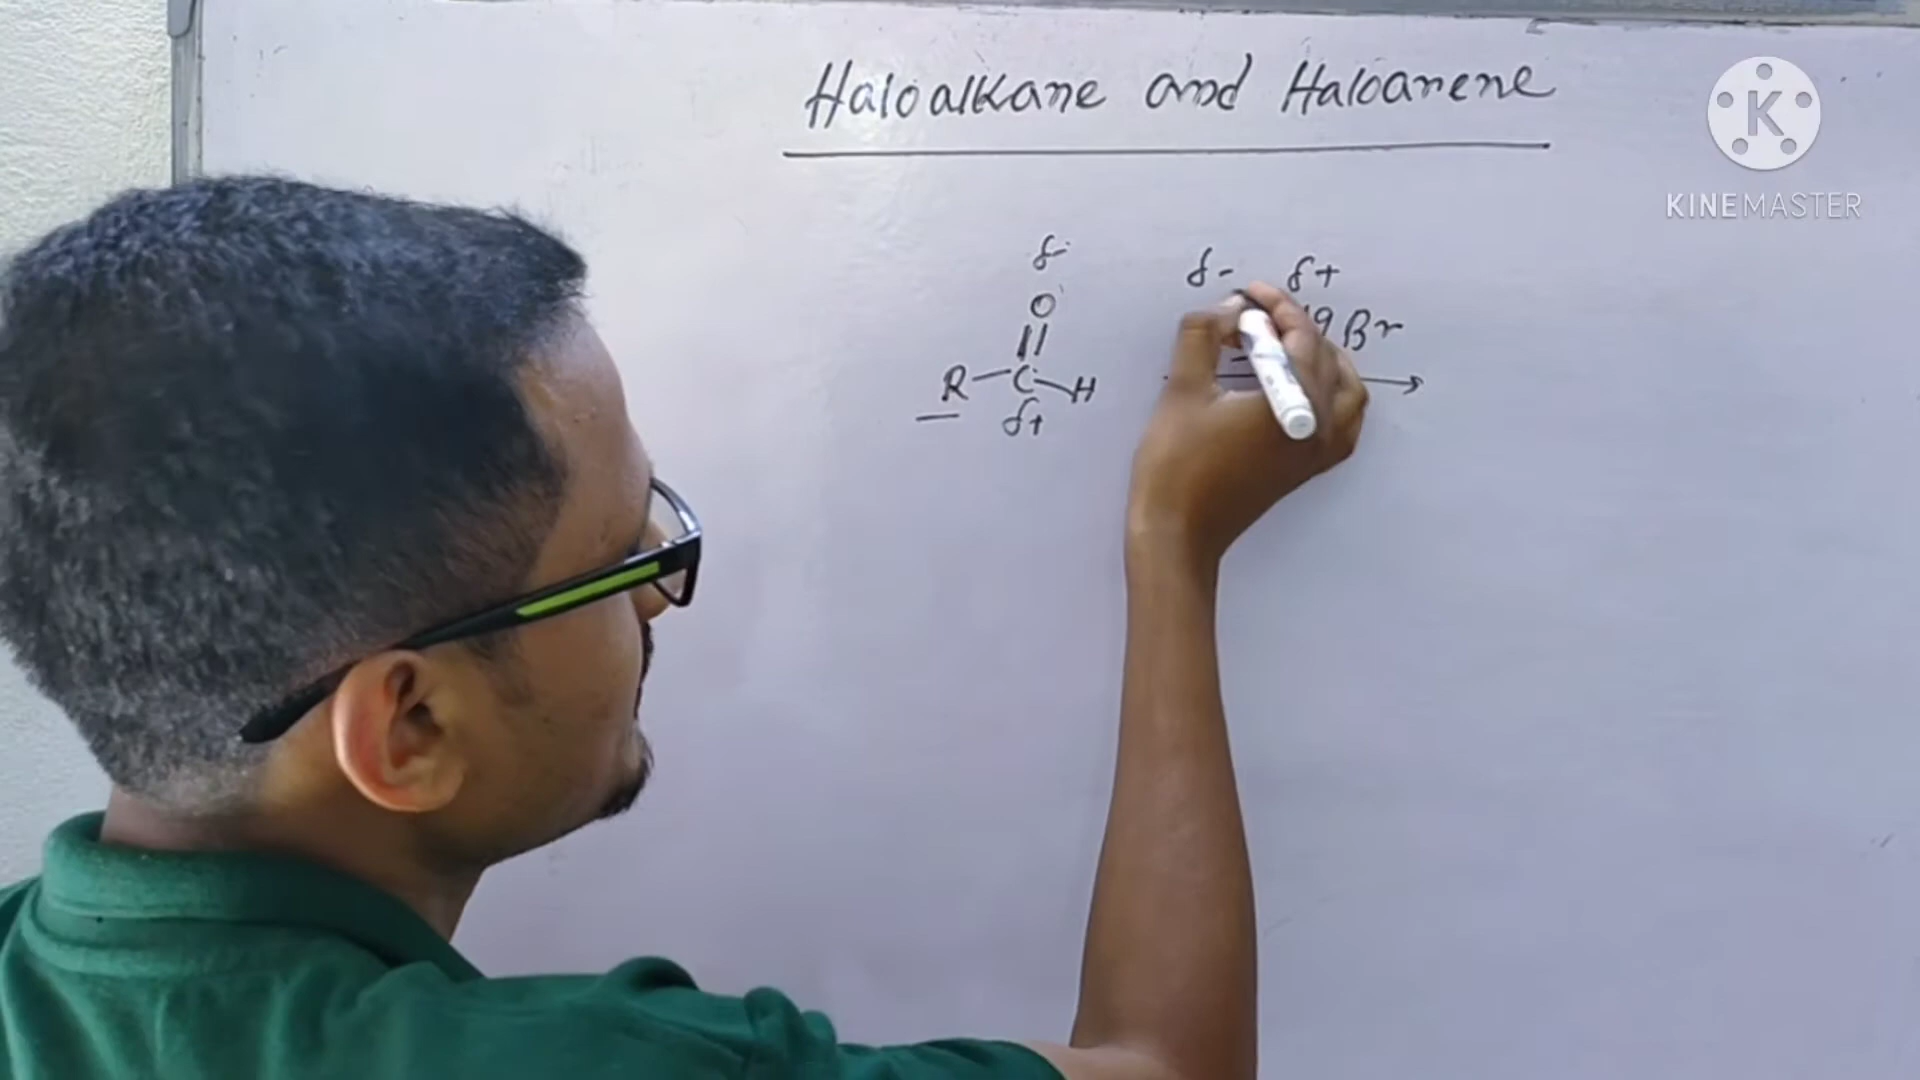 Haloalkane and Haloarene
K
KINEMASTER
δ- δ- δ+
O Br
R-C-H
δ+